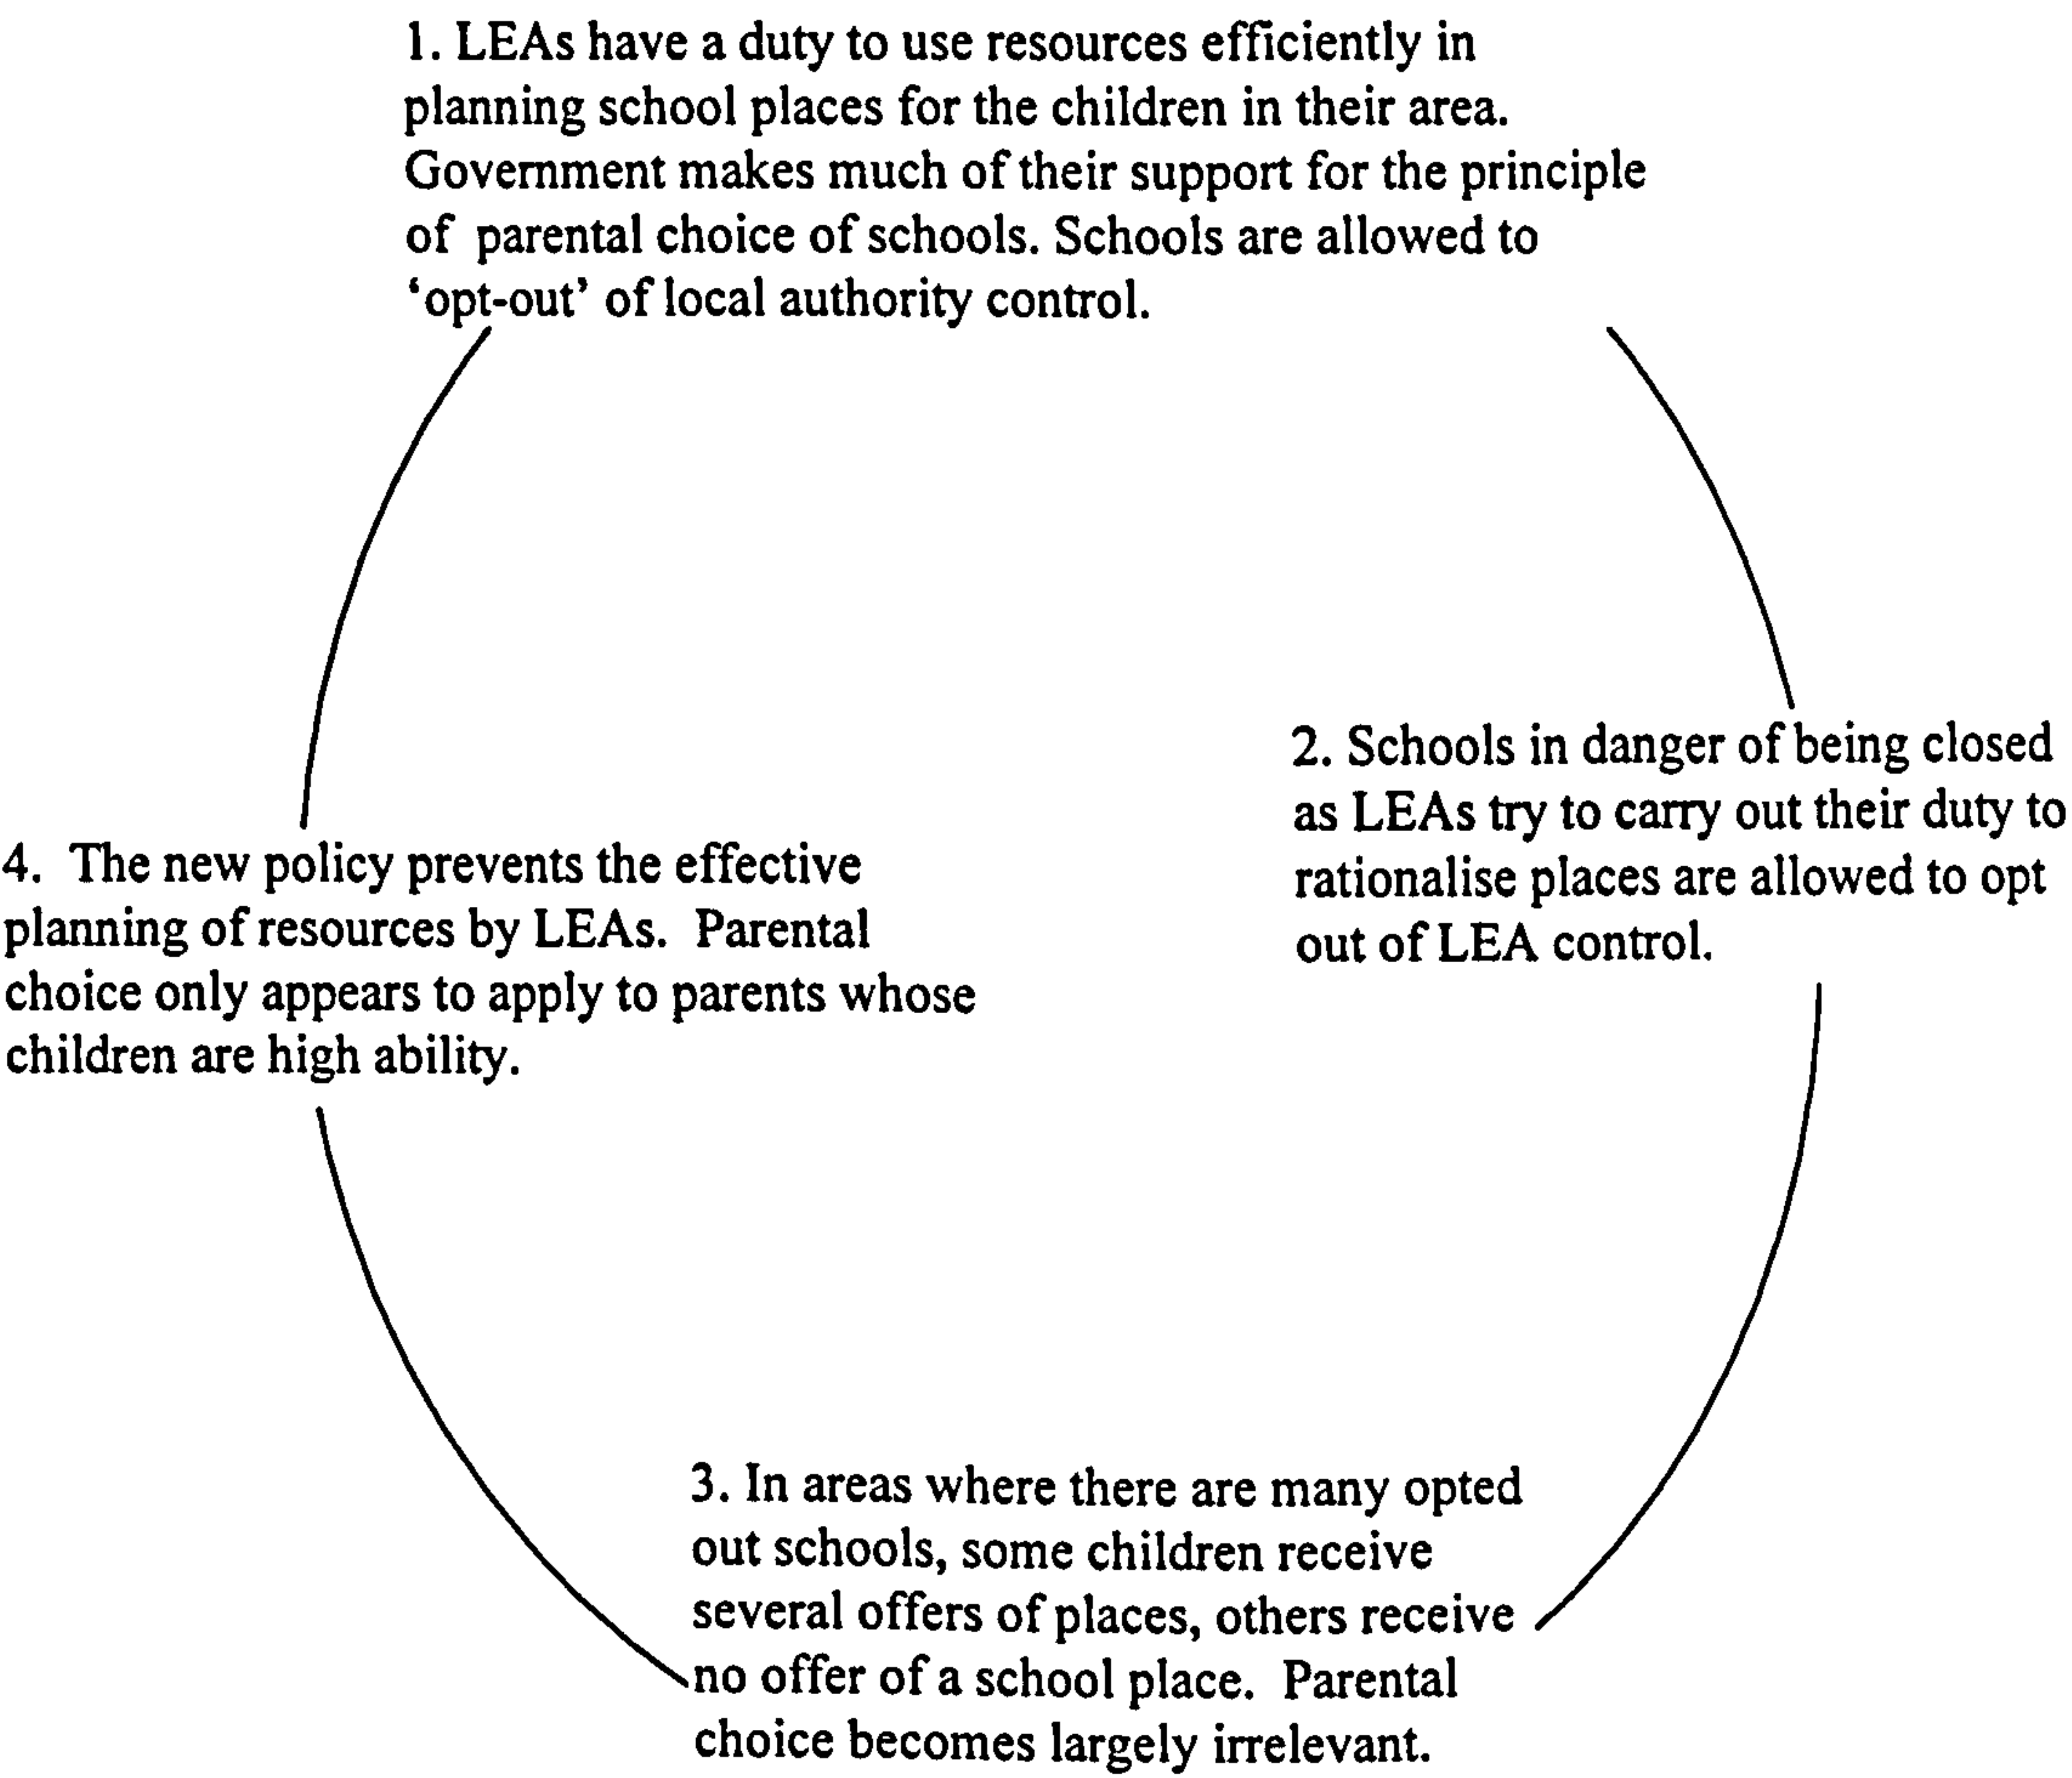 1. LEAs have a duty to use resources efficiently in
planning school places for the children in their area.
Government makes much of their support for the principle
of parental choice of schools. Schools are allowed to
‘opt-out’ of local authority control.
2. Schools in danger of being closed
as LEAs try to carry out their duty to
rationalise places are allowed to opt
out of LEA control.
3. In areas where there are many opted
out schools, some children receive
several offers of places, others receive
no offer of a school place. Parental
choice becomes largely irrelevant.
4. The new policy prevents the effective
planning of resources by LEAs. Parental
choice only appears to apply to parents whose
children are high ability.